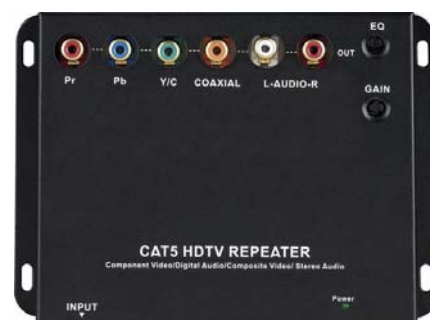 EQ
OUT
Pr Pb Y/C COAXIAL L-AUDIO-R
GAIN
CAT5 HDTV REPEATER
Component Video/Digital Audio/Composite Video/ Stereo Audio
Power
INPUT